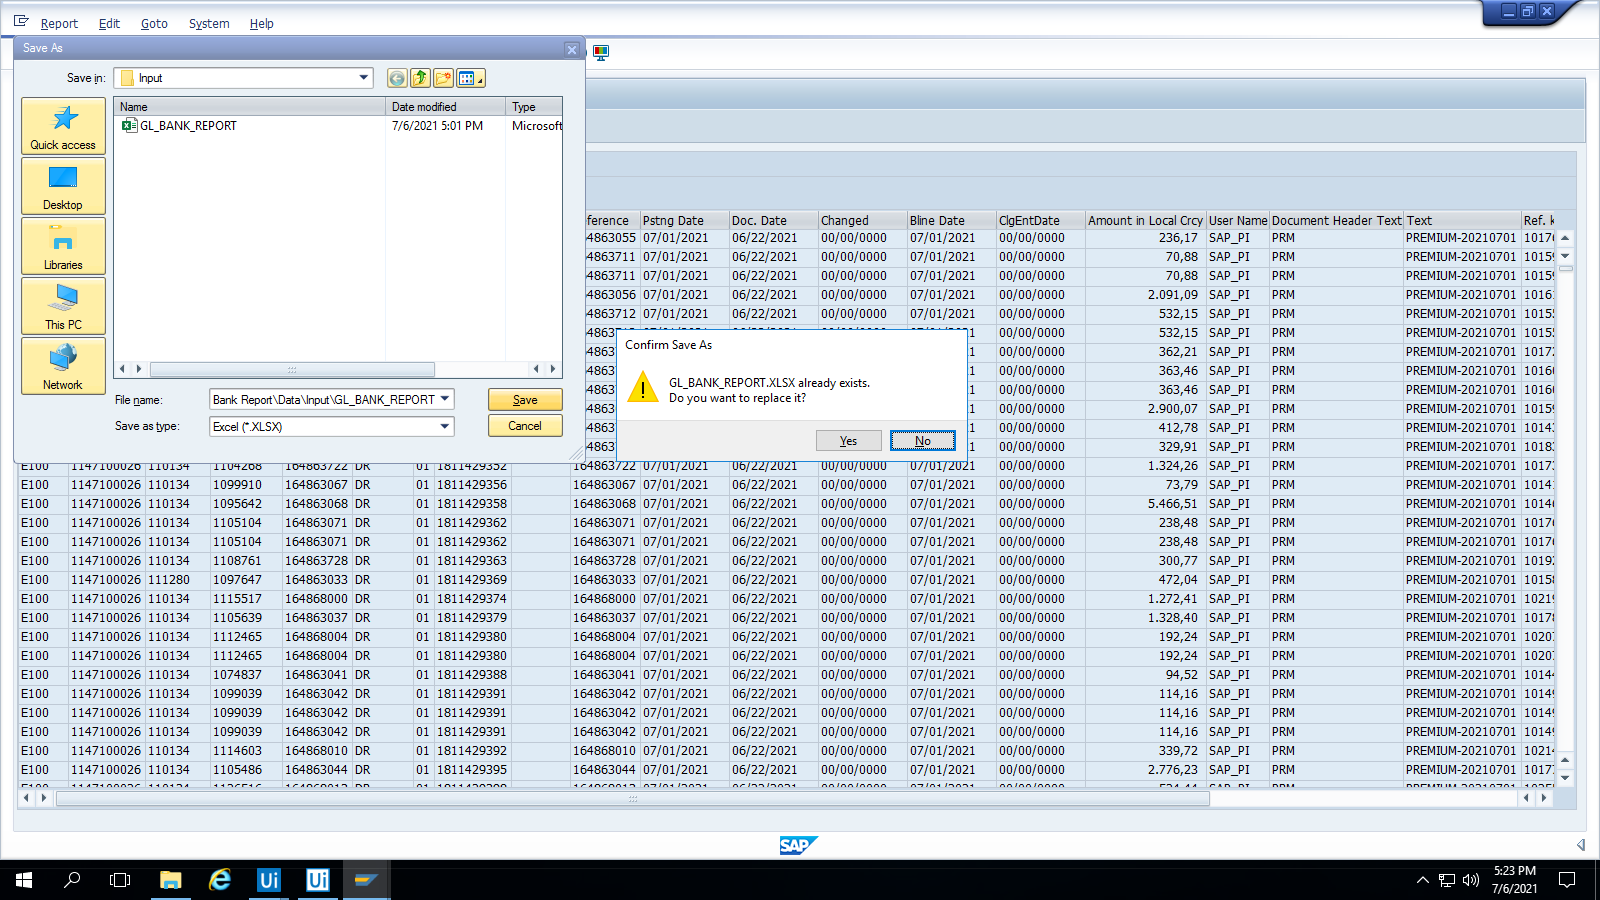 Report Edit Goto System Help
Save As
Save in: Input
Name Date modified Type
GL_BANK_REPORT 7/6/2021 5:01 PM Microsoft
Quick access
Desktop
Libraries
This PC
Network
File name: Bank Report\Data\Input\GL_BANK_REPORT Save
Save as type: Excel (*.XLSX) Cancel
Confirm Save As
GL_BANK_REPORT.XLSX already exists.
Do you want to replace it?
Yes No
ference Pstng Date Doc. Date Changed Bline Date ClgEntDate Amount in Local Crcy User Name Document Header Text Text Ref. k
4863055 07/01/2021 06/22/2021 00/00/0000 07/01/2021 00/00/0000 236,17 SAP_PI PRM PREMIUM-20210701 1017
4863711 07/01/2021 06/22/2021 00/00/0000 07/01/2021 00/00/0000 70,88 SAP_PI PRM PREMIUM-20210701 1015
4863711 07/01/2021 06/22/2021 00/00/0000 07/01/2021 00/00/0000 70,88 SAP_PI PRM PREMIUM-20210701 1015
4863056 07/01/2021 06/22/2021 00/00/0000 07/01/2021 00/00/0000 2.091,09 SAP_PI PRM PREMIUM-20210701 1016
4863712 07/01/2021 06/22/2021 00/00/0000 07/01/2021 00/00/0000 532,15 SAP_PI PRM PREMIUM-20210701 1015
532,15 SAP_PI PRM PREMIUM-20210701 1015
48637 362,21 SAP_PI PRM PREMIUM-20210701 1017
48630 363,46 SAP_PI PRM PREMIUM-20210701 1016
48630 363,46 SAP_PI PRM PREMIUM-20210701 1016
2.900,07 SAP_PI PRM PREMIUM-20210701 1015
412,78 SAP_PI PRM PREMIUM-20210701 1014
329,91 SAP_PI PRM PREMIUM-20210701 1018
E100 1147100026 110134 1104268 164863722 DR 01 1811429352 164863722 07/01/2021 06/22/2021 00/00/0000 07/01/2021 00/00/0000 1.324,26 SAP_PI PRM PREMIUM-20210701 1017
E100 1147100026 110134 1099910 164863067 DR 01 1811429356 164863067 07/01/2021 06/22/2021 00/00/0000 07/01/2021 00/00/0000 73,79 SAP_PI PRM PREMIUM-20210701 1014
E100 1147100026 110134 1095642 164863068 DR 01 1811429358 164863068 07/01/2021 06/22/2021 00/00/0000 07/01/2021 00/00/0000 5.466,51 SAP_PI PRM PREMIUM-20210701 1014
E100 1147100026 110134 1105104 164863071 DR 01 1811429362 164863071 07/01/2021 06/22/2021 00/00/0000 07/01/2021 00/00/0000 238,48 SAP_PI PRM PREMIUM-20210701 1017
E100 1147100026 110134 1105104 164863071 DR 01 1811429362 164863071 07/01/2021 06/22/2021 00/00/0000 07/01/2021 00/00/0000 238,48 SAP_PI PRM PREMIUM-20210701 1017
E100 1147100026 110134 1108761 164863728 DR 01 1811429363 164863728 07/01/2021 06/22/2021 00/00/0000 07/01/2021 00/00/0000 300,77 SAP_PI PRM PREMIUM-20210701 1019
E100 1147100026 111280 1097647 164863033 DR 01 1811429369 164863033 07/01/2021 06/22/2021 00/00/0000 07/01/2021 00/00/0000 472,04 SAP_PI PRM PREMIUM-20210701 1015
E100 1147100026 110134 1115517 164868000 DR 01 1811429374 164868000 07/01/2021 06/22/2021 00/00/0000 07/01/2021 00/00/0000 1.272,41 SAP_PI PRM PREMIUM-20210701 1021
E100 1147100026 110134 1105639 164863037 DR 01 1811429379 164863037 07/01/2021 06/22/2021 00/00/0000 07/01/2021 00/00/0000 1.328,40 SAP_PI PRM PREMIUM-20210701 1017
E100 1147100026 110134 1112465 164868004 DR 01 1811429380 164868004 07/01/2021 06/22/2021 00/00/0000 07/01/2021 00/00/0000 192,24 SAP_PI PRM PREMIUM-20210701 1020
E100 1147100026 110134 1112465 164868004 DR 01 1811429380 164868004 07/01/2021 06/22/2021 00/00/0000 07/01/2021 00/00/0000 192,24 SAP_PI PRM PREMIUM-20210701 1020
E100 1147100026 110134 1074837 164863041 DR 01 1811429388 164863041 07/01/2021 06/22/2021 00/00/0000 07/01/2021 00/00/0000 94,52 SAP_PI PRM PREMIUM-20210701 1014
E100 1147100026 110134 1099039 164863042 DR 01 1811429391 164863042 07/01/2021 06/22/2021 00/00/0000 07/01/2021 00/00/0000 114,16 SAP_PI PRM PREMIUM-20210701 1014
E100 1147100026 110134 1099039 164863042 DR 01 1811429391 164863042 07/01/2021 06/22/2021 00/00/0000 07/01/2021 00/00/0000 114,16 SAP_PI PRM PREMIUM-20210701 1014
E100 1147100026 110134 1099039 164863042 DR 01 1811429391 164863042 07/01/2021 06/22/2021 00/00/0000 07/01/2021 00/00/0000 114,16 SAP_PI PRM PREMIUM-20210701 1014
E100 1147100026 110134 1114603 164868010 DR 01 1811429392 164868010 07/01/2021 06/22/2021 00/00/0000 07/01/2021 00/00/0000 339,72 SAP_PI PRM PREMIUM-20210701 1021
E100 1147100026 110134 1105486 164863044 DR 01 1811429395 164863044 07/01/2021 06/22/2021 00/00/0000 07/01/2021 00/00/0000 2.776,23 SAP_PI PRM PREMIUM-20210701 1017
SAP
Ui Ui
5:23 PM
7/6/2021